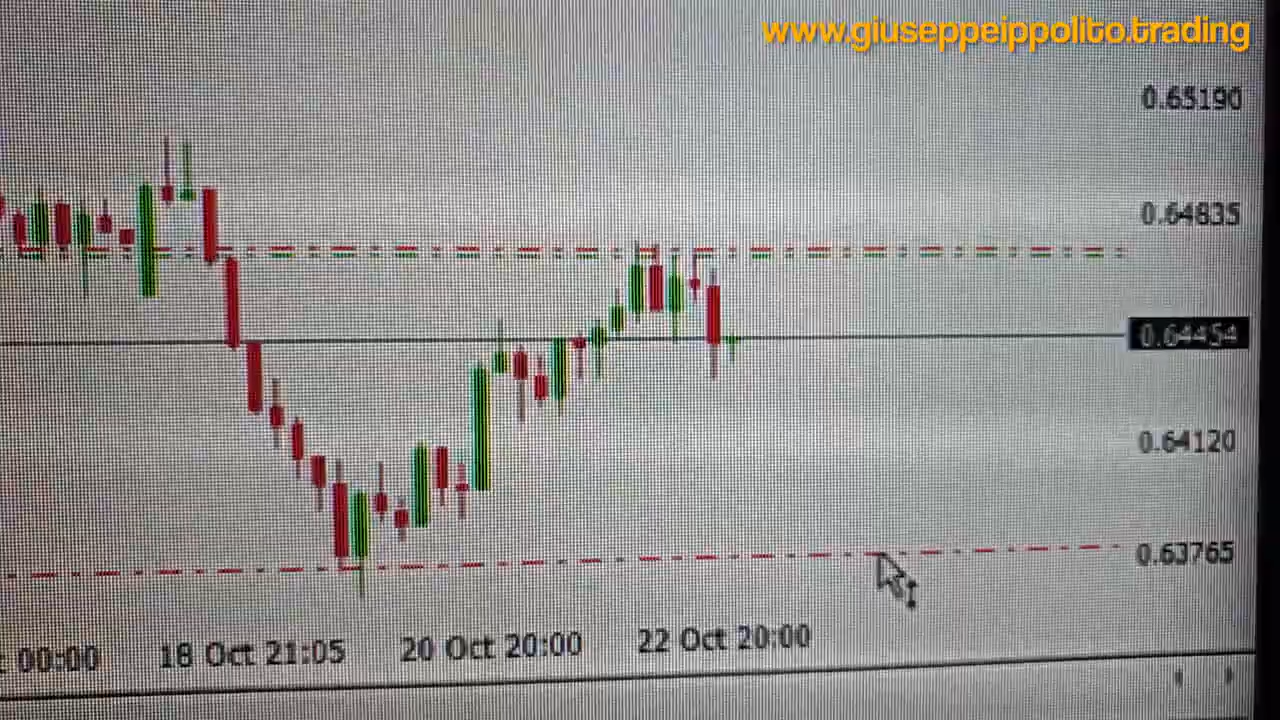 www.giuseppeippolito.trading
0.65190
0.64835
0.64454
0.64120
0.63765
00:00
18 Oct 21:05
20 Oct 20:00
22 Oct 20:00